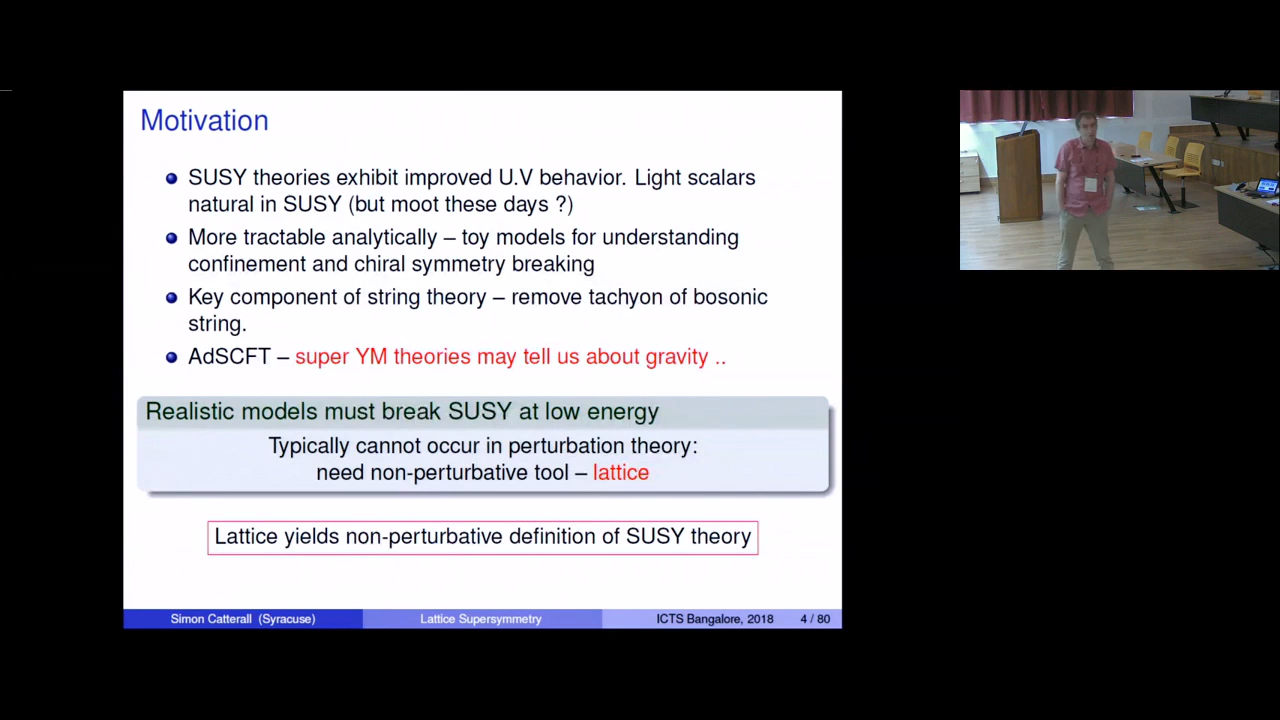 Motivation
SUSY theories exhibit improved U.V behavior. Light scalars
natural in SUSY (but moot these days ?)
More tractable analytically – toy models for understanding
confinement and chiral symmetry breaking
Key component of string theory – remove tachyon of bosonic
string.
AdSCFT – super YM theories may tell us about gravity ..
Realistic models must break SUSY at low energy
Typically cannot occur in perturbation theory:
need non-perturbative tool – lattice
Lattice yields non-perturbative definition of SUSY theory
Simon Catterall (Syracuse) Lattice Supersymmetry ICTS Bangalore, 2018 4 / 80